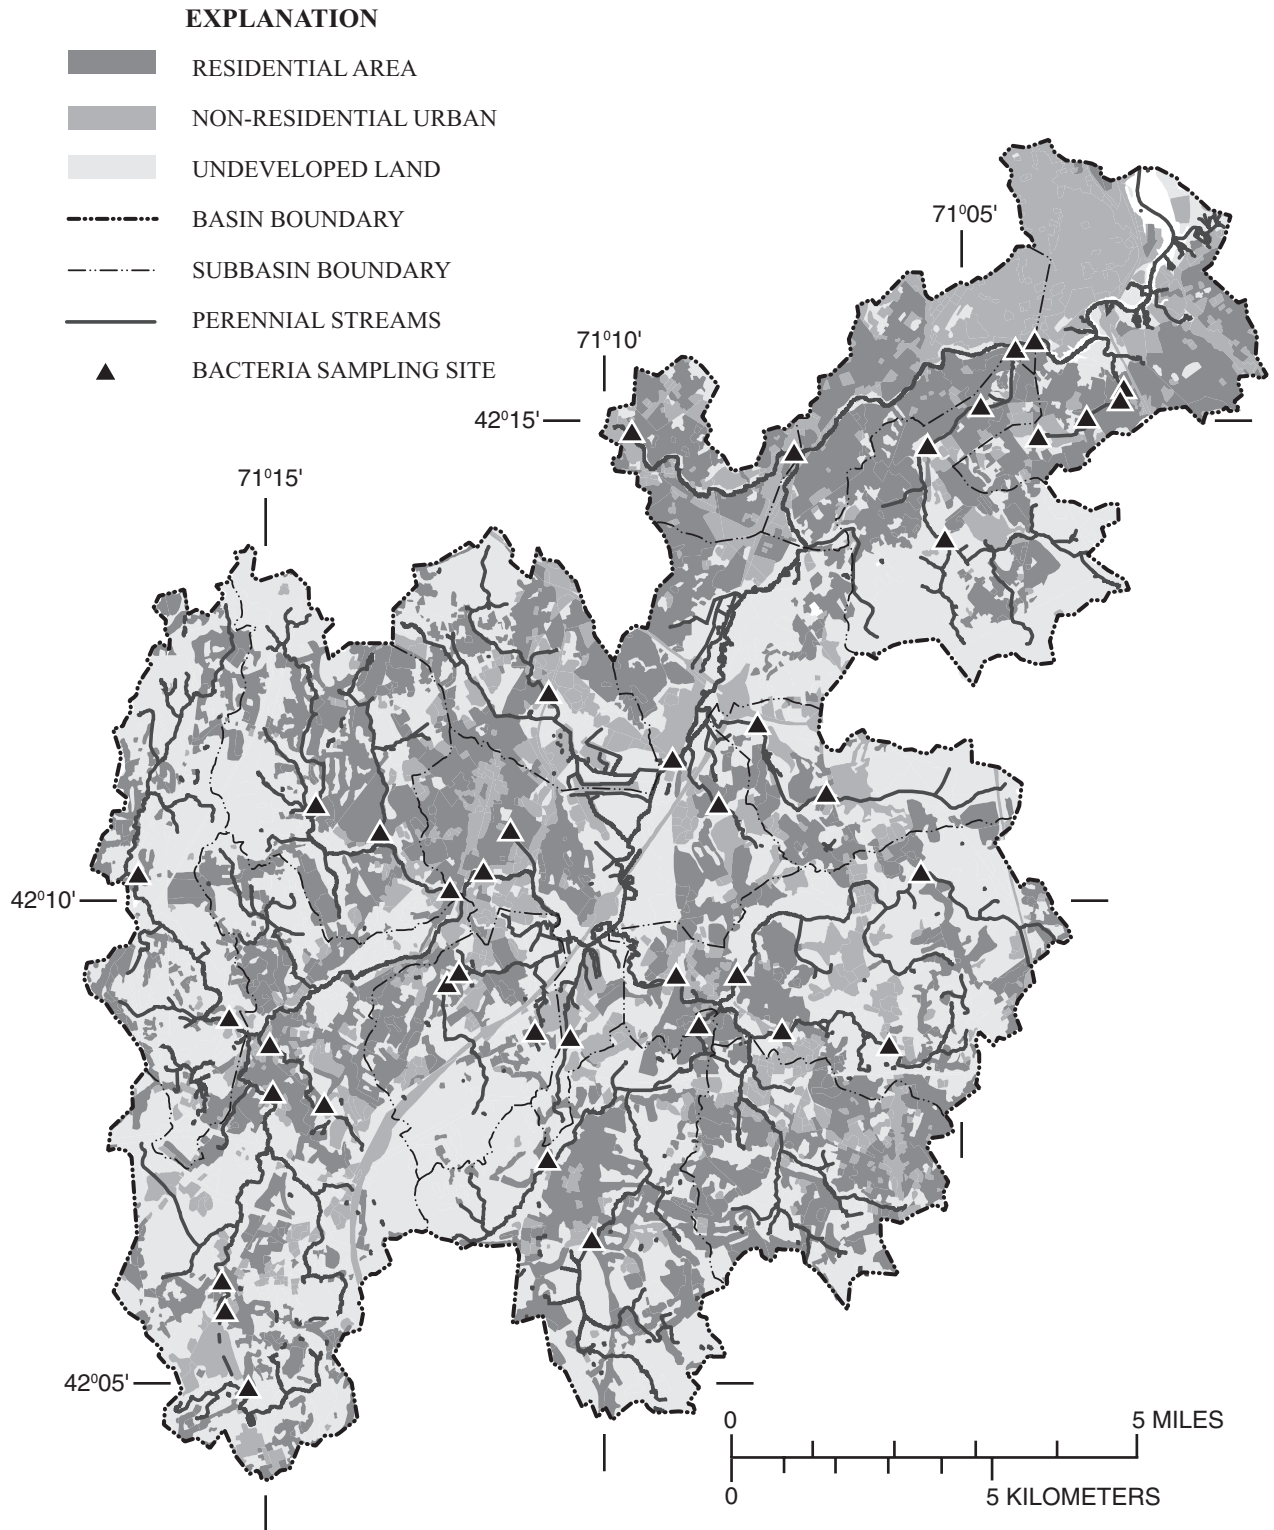 EXPLANATION
RESIDENTIAL AREA
NON-RESIDENTIAL URBAN
UNDEVELOPED LAND
BASIN BOUNDARY
SUBBASIN BOUNDARY
PERENNIAL STREAMS
BACTERIA SAMPLING SITE
71⁰05'
71⁰10'
42⁰15'
71⁰15'
42⁰10'
42⁰05'
0 5 MILES
0 5 KILOMETERS